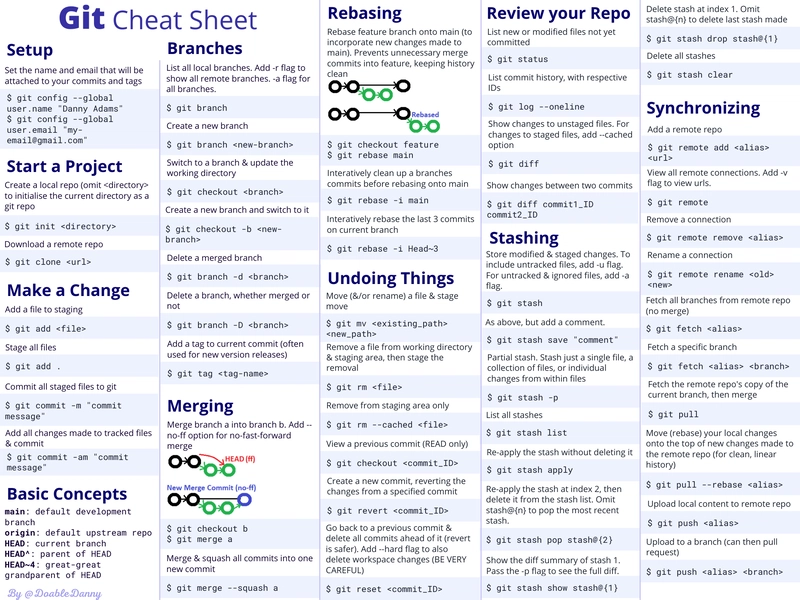 Git Cheat Sheet
Setup
Set the name and email that will be
attached to your commits and tags
$ git config --global
user.name "Danny Adams"
$ git config --global
user.email "my-
email@gmail.com"
Start a Project
Create a local repo (omit <directory>
to initialise the current directory as a
git repo
$ git init <directory>
Download a remote repo
$ git clone <url>
Make a Change
Add a file to staging
$ git add <file>
Stage all files
$ git add .
Commit all staged files to git
$ git commit -m "commit
message"
Add all changes made to tracked files
& commit
$ git commit -am "commit
message"
Basic Concepts
main: default development
branch
origin: default upstream repo
HEAD: current branch
HEAD^: parent of HEAD
HEAD~4: great-great
grandparent of HEAD
By @DoableDanny
Branches
List all local branches. Add -r flag to
show all remote branches. -a flag for
all branches.
$ git branch
Create a new branch
$ git branch <new-branch>
Switch to a branch & update the
working directory
$ git checkout <branch>
Create a new branch and switch to it
$ git checkout -b <new-
branch>
Delete a merged branch
$ git branch -d <branch>
Delete a branch, whether merged or
not
$ git branch -D <branch>
Add a tag to current commit (often
used for new version releases)
$ git tag <tag-name>
Merging
Merge branch a into branch b. Add --
no-ff option for no-fast-forward
merge
HEAD (ff)
New Merge Commit (no-ff)
$ git checkout b
$ git merge a
Merge & squash all commits into one
new commit
$ git merge --squash a
Rebasing
Rebase feature branch onto main (to
incorporate new changes made to
main). Prevents unnecessary merge
commits into feature, keeping history
clean
Rebased
$ git checkout feature
$ git rebase main
Interatively clean up a branches
commits before rebasing onto main
$ git rebase -i main
Interatively rebase the last 3 commits
on current branch
$ git rebase -i Head~3
Undoing Things
Move (&/or rename) a file & stage
move
$ git mv <existing_path>
<new_path>
Remove a file from working directory
& staging area, then stage the
removal
$ git rm <file>
Remove from staging area only
$ git rm --cached <file>
View a previous commit (READ only)
$ git checkout <commit_ID>
Create a new commit, reverting the
changes from a specified commit
$ git revert <commit_ID>
Go back to a previous commit &
delete all commits ahead of it (revert
is safer). Add --hard flag to also
delete workspace changes (BE VERY
CAREFUL)
$ git reset <commit_ID>
Review your Repo
List new or modified files not yet
committed
$ git status
List commit history, with respective
IDs
$ git log --oneline
Show changes to unstaged files. For
changes to staged files, add --cached
option
$ git diff
Show changes between two commits
$ git diff commit1_ID
commit2_ID
Stashing
Store modified & staged changes. To
include untracked files, add -u flag.
For untracked & ignored files, add -a
flag.
$ git stash
As above, but add a comment.
$ git stash save "comment"
Partial stash. Stash just a single file, a
collection of files, or individual
changes from within files
$ git stash -p
List all stashes
$ git stash list
Re-apply the stash without deleting it
$ git stash apply
Re-apply the stash at index 2, then
delete it from the stash list. Omit
stash@{n} to pop the most recent
stash.
$ git stash pop stash@{2}
Show the diff summary of stash 1.
Pass the -p flag to see the full diff.
$ git stash show stash@{1}
Delete stash at index 1. Omit
stash@{n} to delete last stash made
$ git stash drop stash@{1}
Delete all stashes
$ git stash clear
Synchronizing
Add a remote repo
$ git remote add <alias>
<url>
View all remote connections. Add -v
flag to view urls.
$ git remote
Remove a connection
$ git remote remove <alias>
Rename a connection
$ git remote rename <old>
<new>
Fetch all branches from remote repo
(no merge)
$ git fetch <alias>
Fetch a specific branch
$ git fetch <alias> <branch>
Fetch the remote repo's copy of the
current branch, then merge
$ git pull
Move (rebase) your local changes
onto the top of new changes made to
the remote repo (for clean, linear
history)
$ git pull --rebase <alias>
Upload local content to remote repo
$ git push <alias>
Upload to a branch (can then pull
request)
$ git push <alias> <branch>